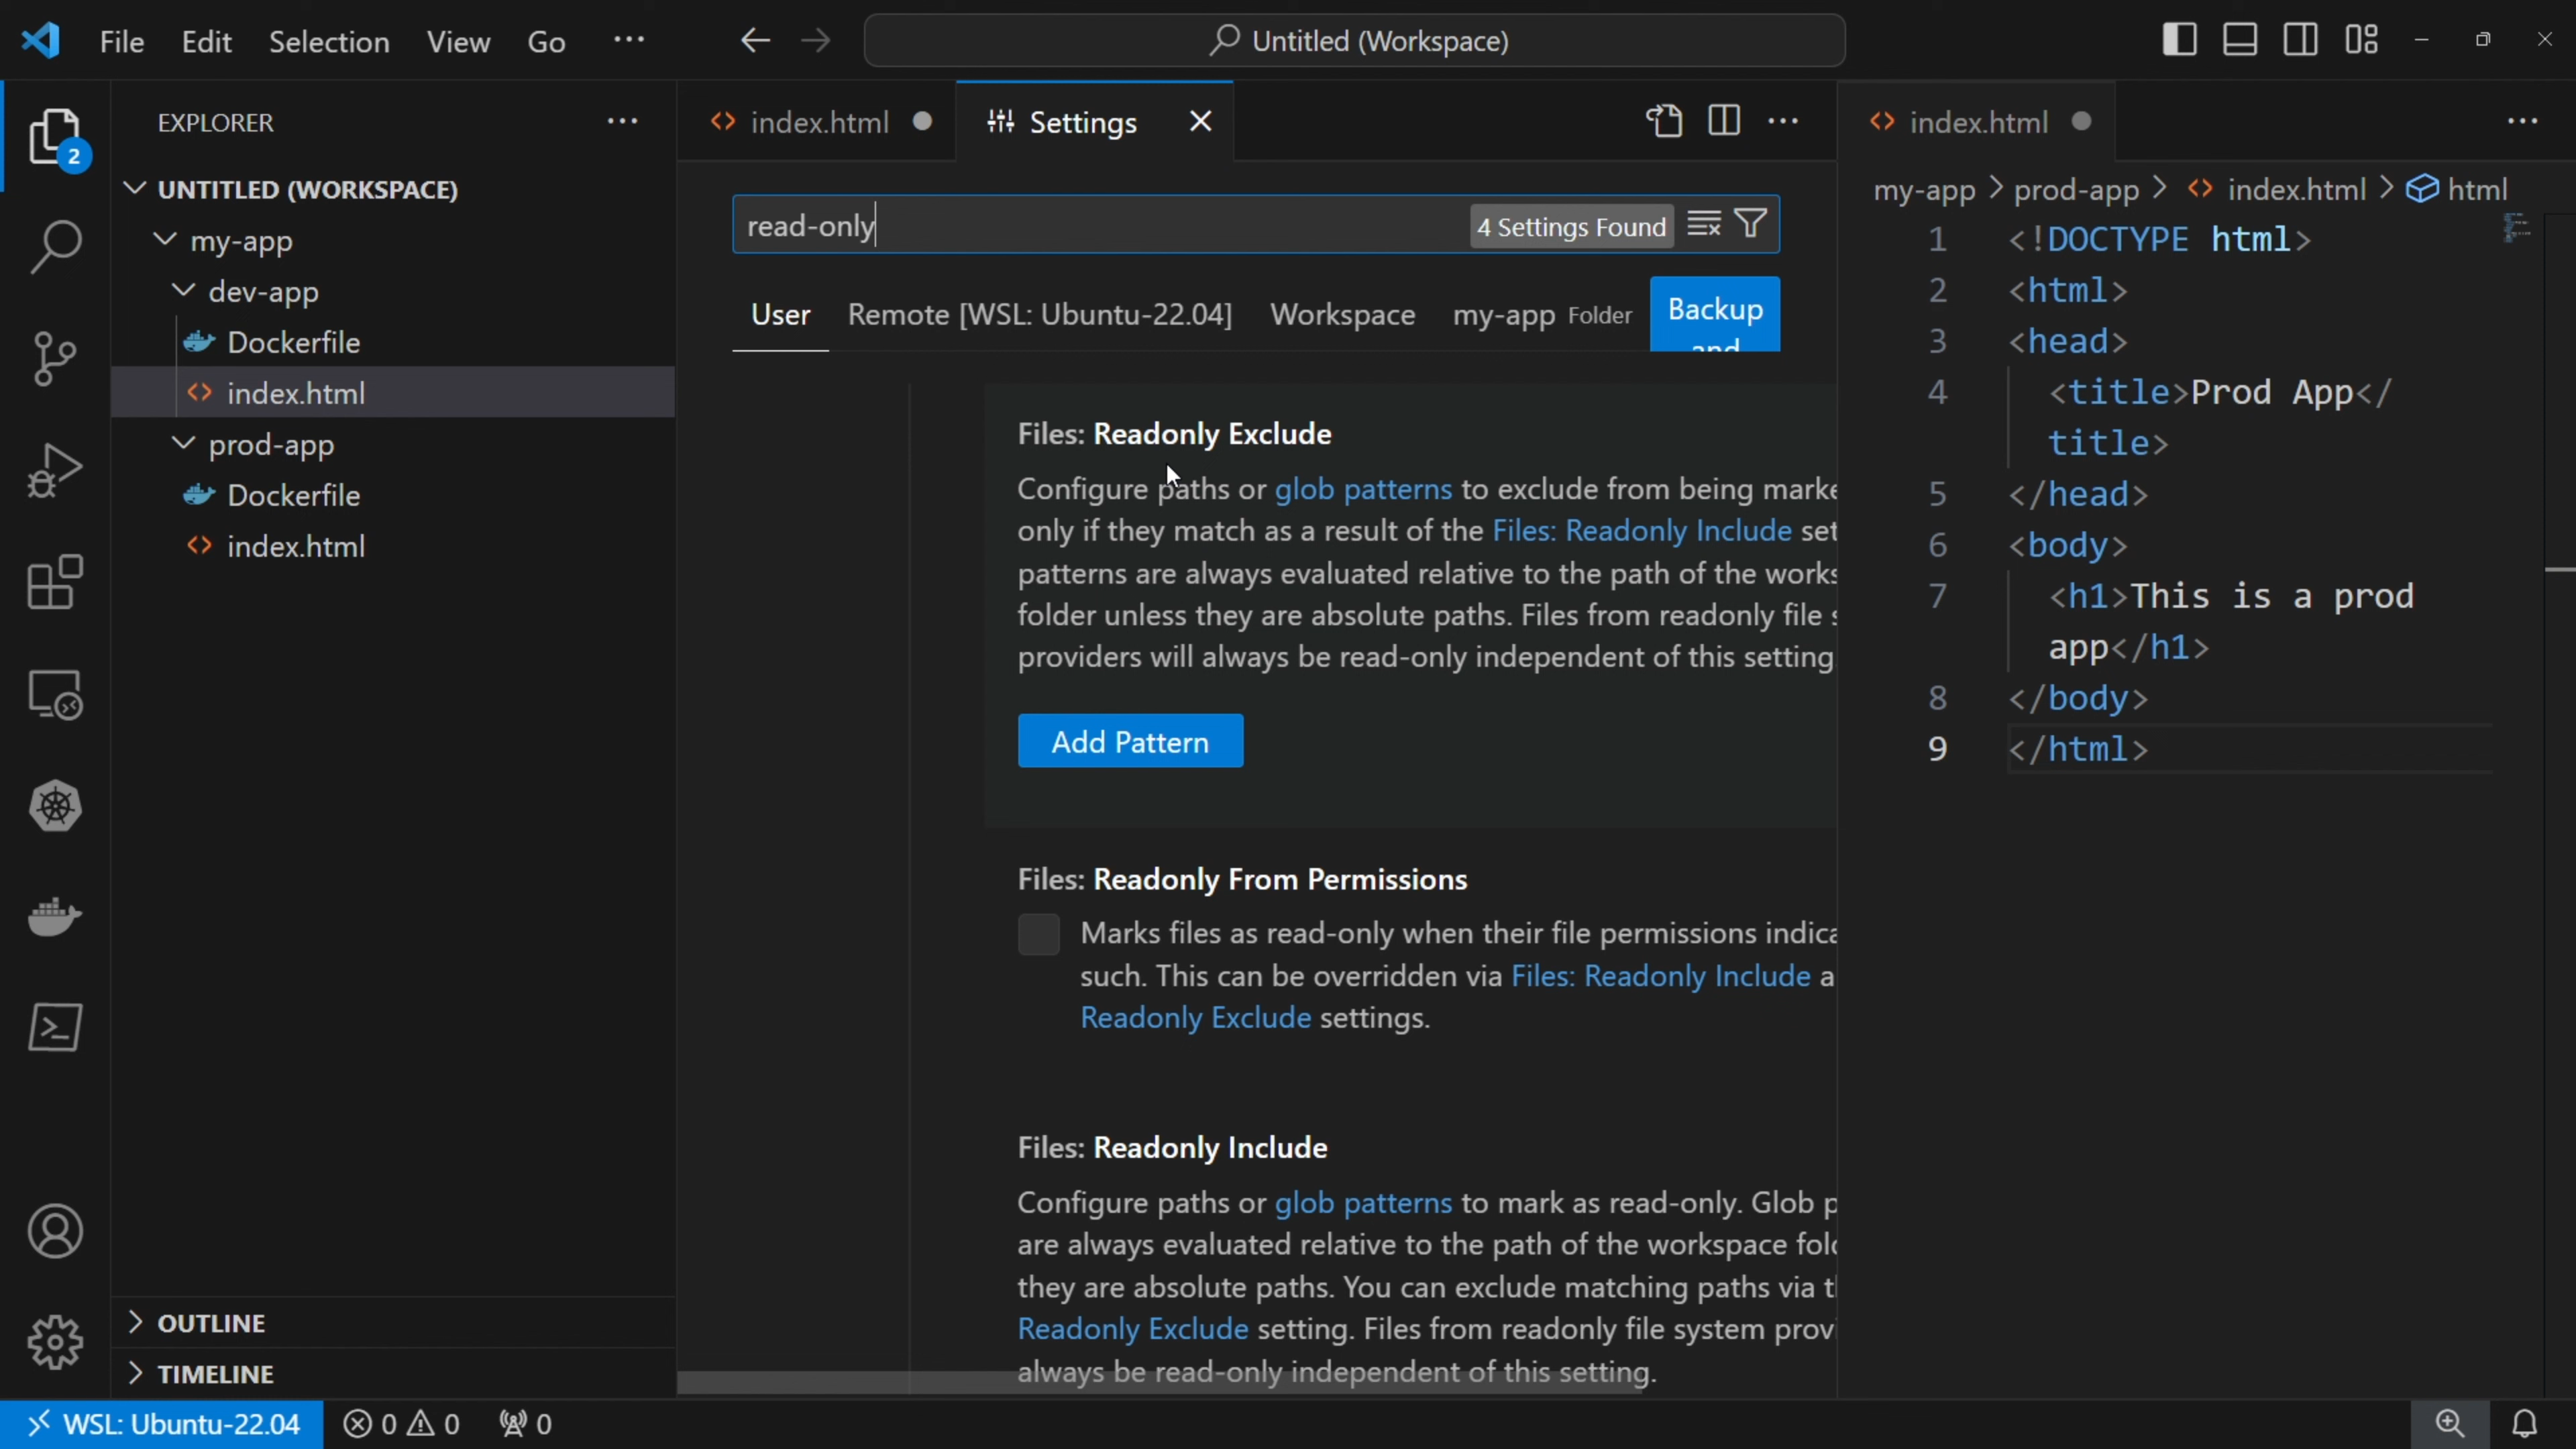 File Edit Selection View Go ...
Untitled (Workspace)
EXPLORER
2
UNTITLED (WORKSPACE)
my-app
dev-app
Dockerfile
index.html
prod-app
Dockerfile
index.html
OUTLINE
TIMELINE
index.html
Settings
read-only
4 Settings Found
User Remote [WSL: Ubuntu-22.04] Workspace my-app Folder
Backup
and
Files: Readonly Exclude
Configure paths or glob patterns to exclude from being marke
only if they match as a result of the Files: Readonly Include set
patterns are always evaluated relative to the path of the works
folder unless they are absolute paths. Files from readonly file s
providers will always be read-only independent of this setting.
Add Pattern
Files: Readonly From Permissions
Marks files as read-only when their file permissions indica
such. This can be overridden via Files: Readonly Include a
Readonly Exclude settings.
Files: Readonly Include
Configure paths or glob patterns to mark as read-only. Glob p
are always evaluated relative to the path of the workspace fol
they are absolute paths. You can exclude matching paths via t
Readonly Exclude setting. Files from readonly file system provi
always be read-only independent of this setting.
index.html
my-app > prod-app > index.html > html
1 <!DOCTYPE html>
2 <html>
3 <head>
4 <title>Prod App</
title>
5 </head>
6 <body>
7 <h1>This is a prod
app</h1>
8 </body>
9 </html>
WSL: Ubuntu-22.04 0 0 0